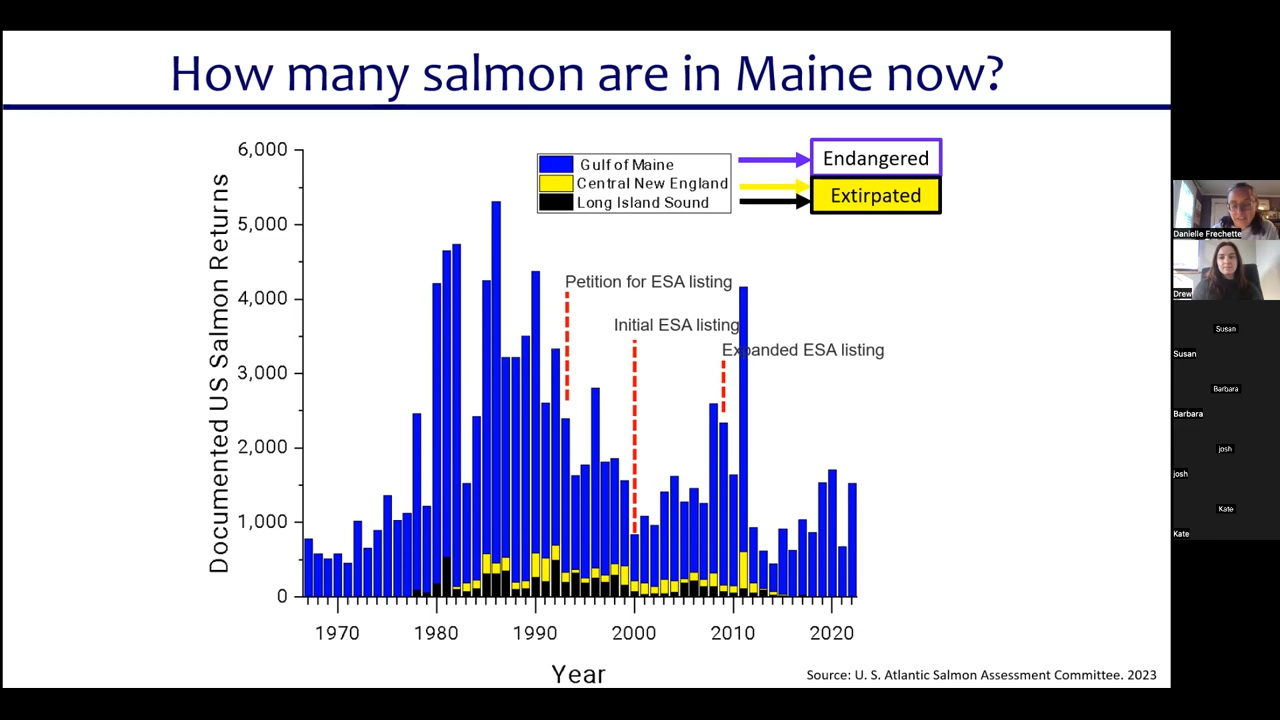 How many salmon are in Maine now?
Documented US Salmon Returns
6,000
5,000
4,000
3,000
2,000
1,000
0
Gulf of Maine
Central New England
Long Island Sound
Endangered
Extirpated
Petition for ESA listing
Initial ESA listing
Expanded ESA listing
1970
1980
1990
2000
2010
2020
Year
Source: U. S. Atlantic Salmon Assessment Committee. 2023
Danielle Frechette
Drew
Susan
Susan
Barbara
Barbara
josh
josh
Kate
Kate